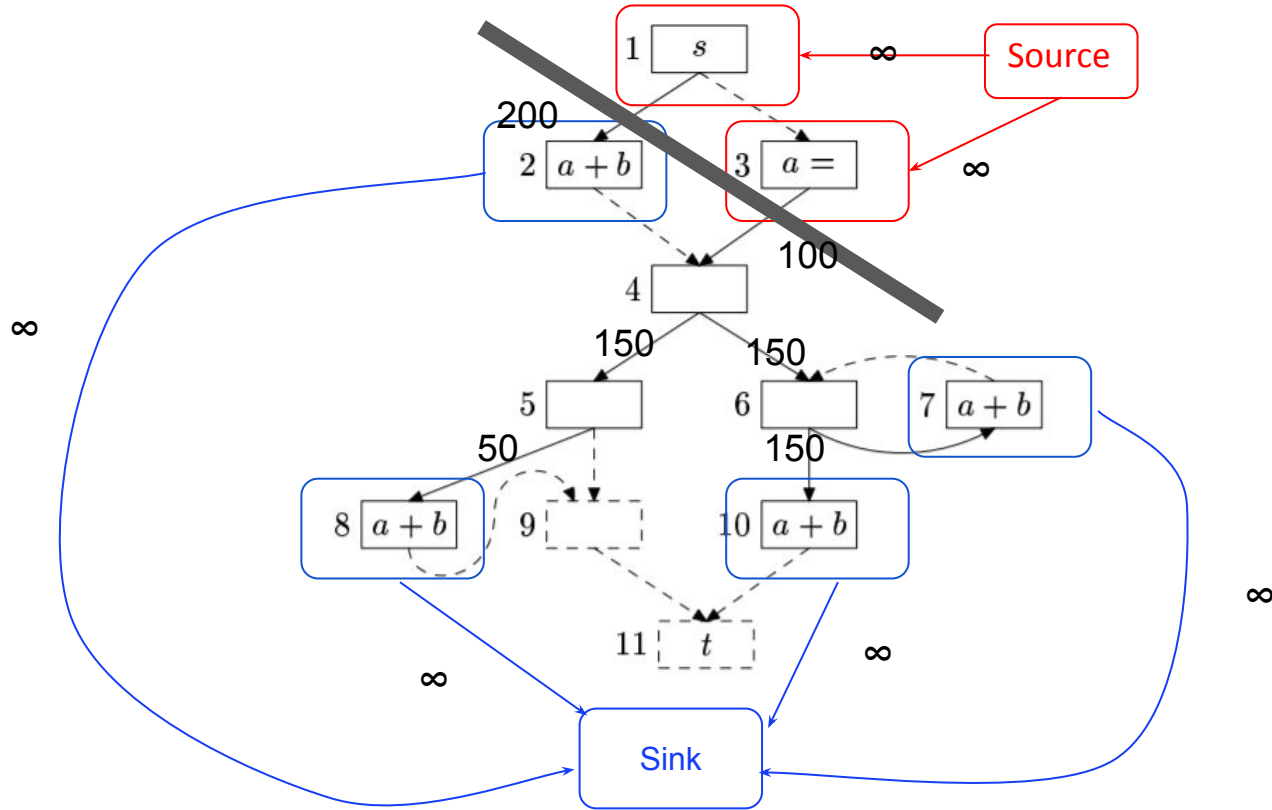 1 s
∞
Source
200
2 a + b
3 a =
∞
100
4
∞
150
150
5
6
7 a + b
50
150
8 a + b
9
10 a + b
∞
11 t
∞
∞
Sink